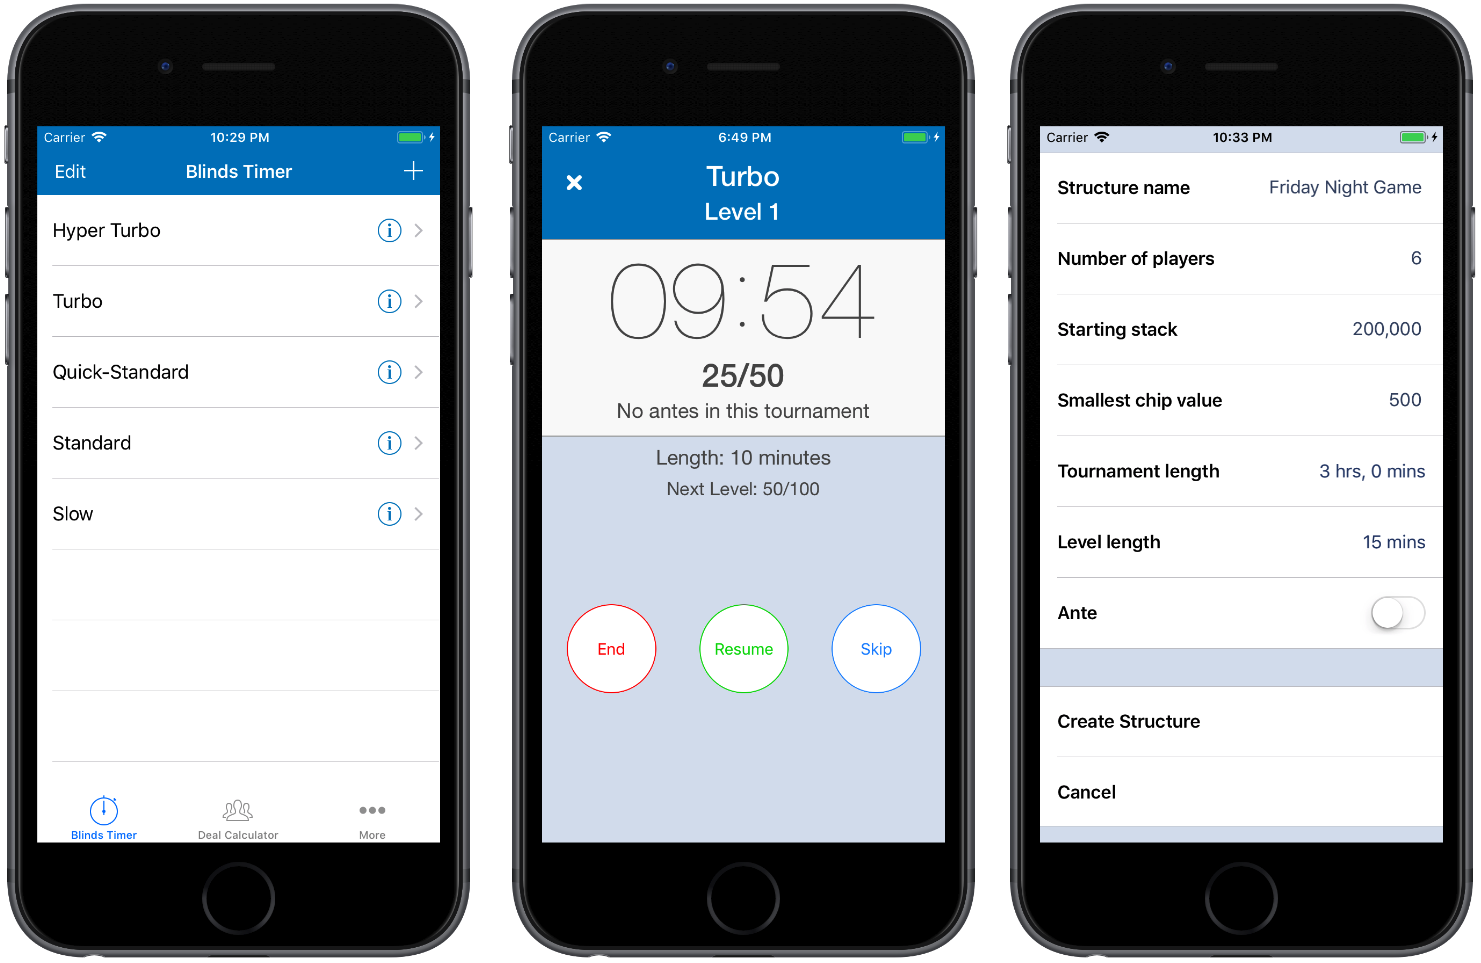 Carrier 10:29 PM
Edit Blinds Timer
Hyper Turbo
Turbo
Quick-Standard
Standard
Slow
Blinds Timer Deal Calculator More
Carrier 6:49 PM
Turbo
Level 1
09:54
25/50
No antes in this tournament
Length: 10 minutes
Next Level: 50/100
End Resume Skip
Carrier 10:33 PM
Structure name Friday Night Game
Number of players 6
Starting stack 200,000
Smallest chip value 500
Tournament length 3 hrs, 0 mins
Level length 15 mins
Ante
Create Structure
Cancel